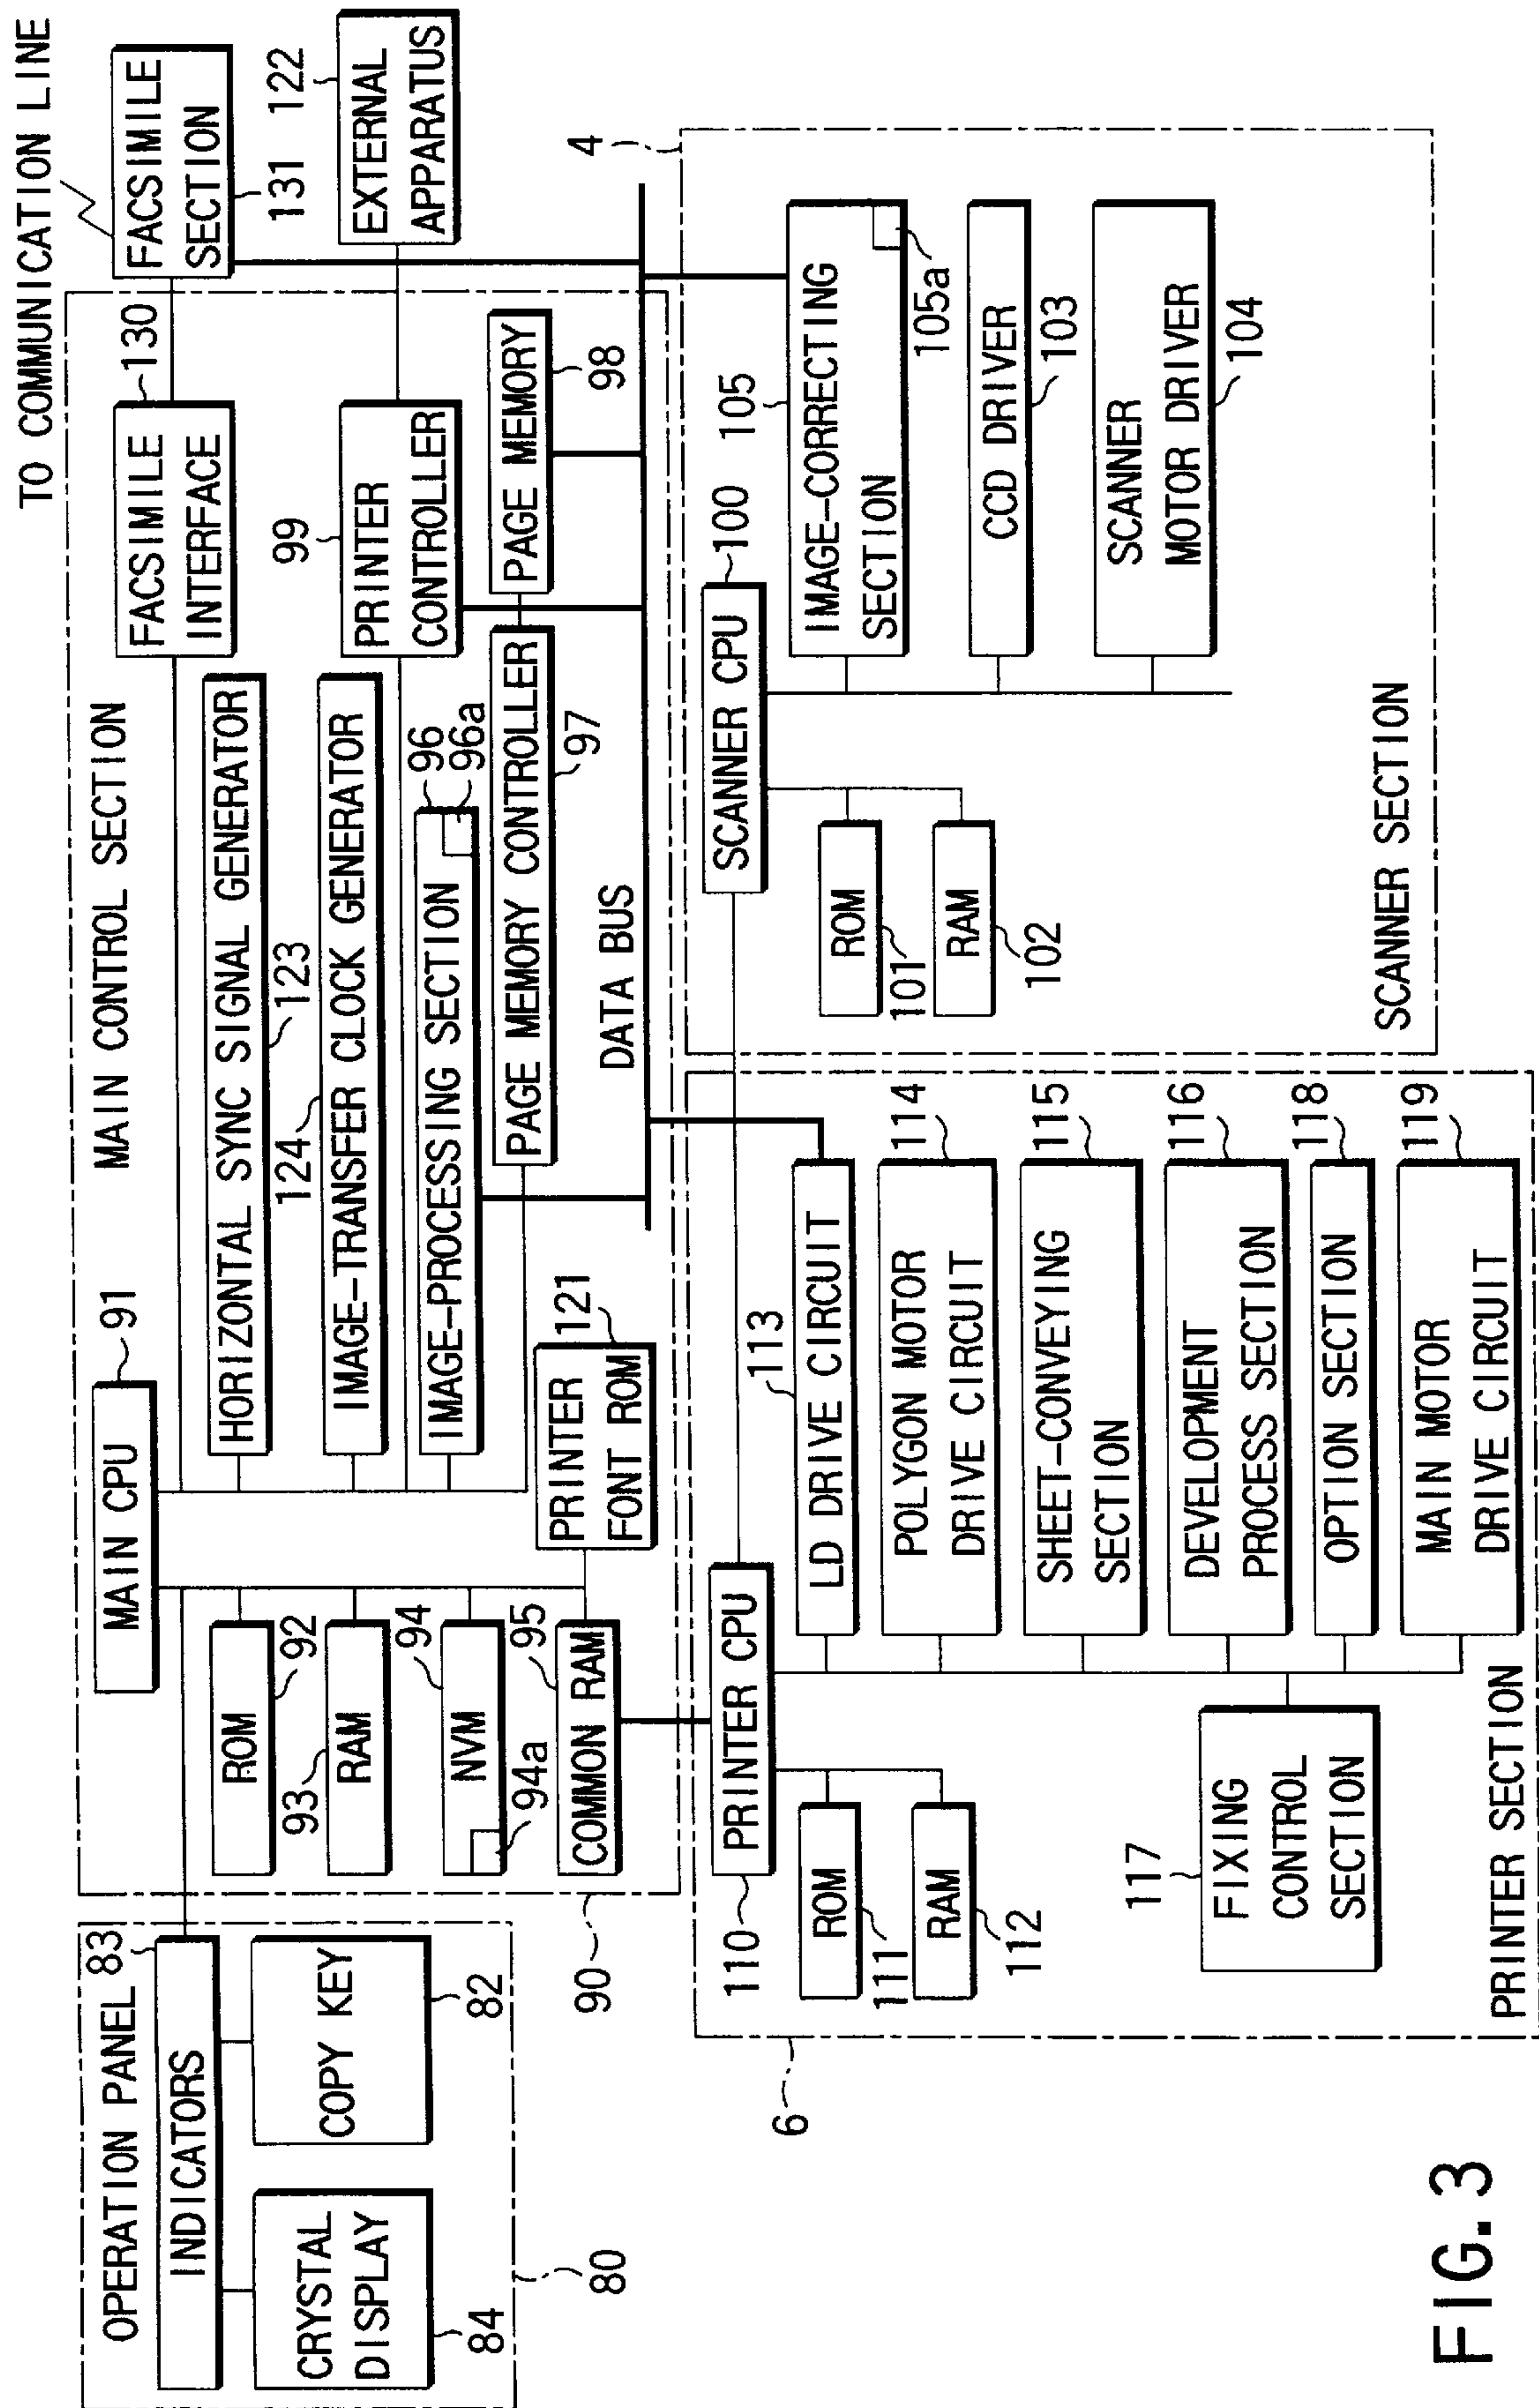 TO COMMUNICATION LINE
OPERATION PANEL
83
INDICATORS
CRYSTAL
DISPLAY
84
COPY KEY
82
80
MAIN CONTROL SECTION
MAIN CPU
91
ROM
92
RAM
93
NVM
94
94a
COMMON RAM
95
90
PRINTER
FONT ROM
121
HORIZONTAL SYNC SIGNAL GENERATOR
123
124
IMAGE-TRANSFER CLOCK GENERATOR
IMAGE-PROCESSING SECTION
96
96a
PAGE MEMORY CONTROLLER
97
PAGE MEMORY
98
FACSIMILE
INTERFACE
130
PRINTER
CONTROLLER
99
FACSIMILE
SECTION
131
EXTERNAL
APPARATUS
122
DATA BUS
PRINTER CPU
110
ROM
111
RAM
112
FIXING
CONTROL
SECTION
117
LD DRIVE CIRCUIT
113
POLYGON MOTOR
DRIVE CIRCUIT
114
SHEET-CONVEYING
SECTION
115
DEVELOPMENT
PROCESS SECTION
116
OPTION SECTION
118
MAIN MOTOR
DRIVE CIRCUIT
119
PRINTER SECTION
6
SCANNER CPU
100
ROM
101
RAM
102
IMAGE-CORRECTING
SECTION
105
105a
CCD DRIVER
103
SCANNER
MOTOR DRIVER
104
SCANNER SECTION
4
FIG. 3